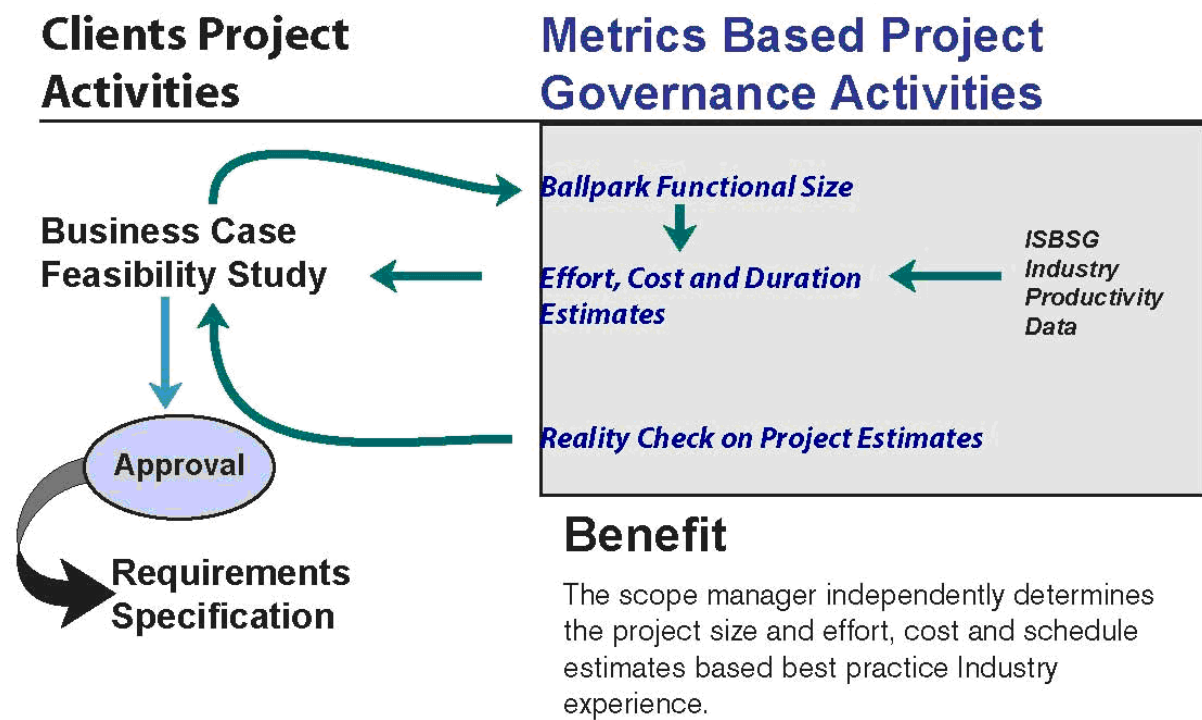 Clients Project
Activities
Metrics Based Project
Governance Activities
Ballpark Functional Size
Business Case
Feasibility Study
Effort, Cost and Duration
Estimates
ISBSG
Industry
Productivity
Data
Reality Check on Project Estimates
Approval
Requirements
Specification
Benefit
The scope manager independently determines
the project size and effort, cost and schedule
estimates based best practice Industry
experience.